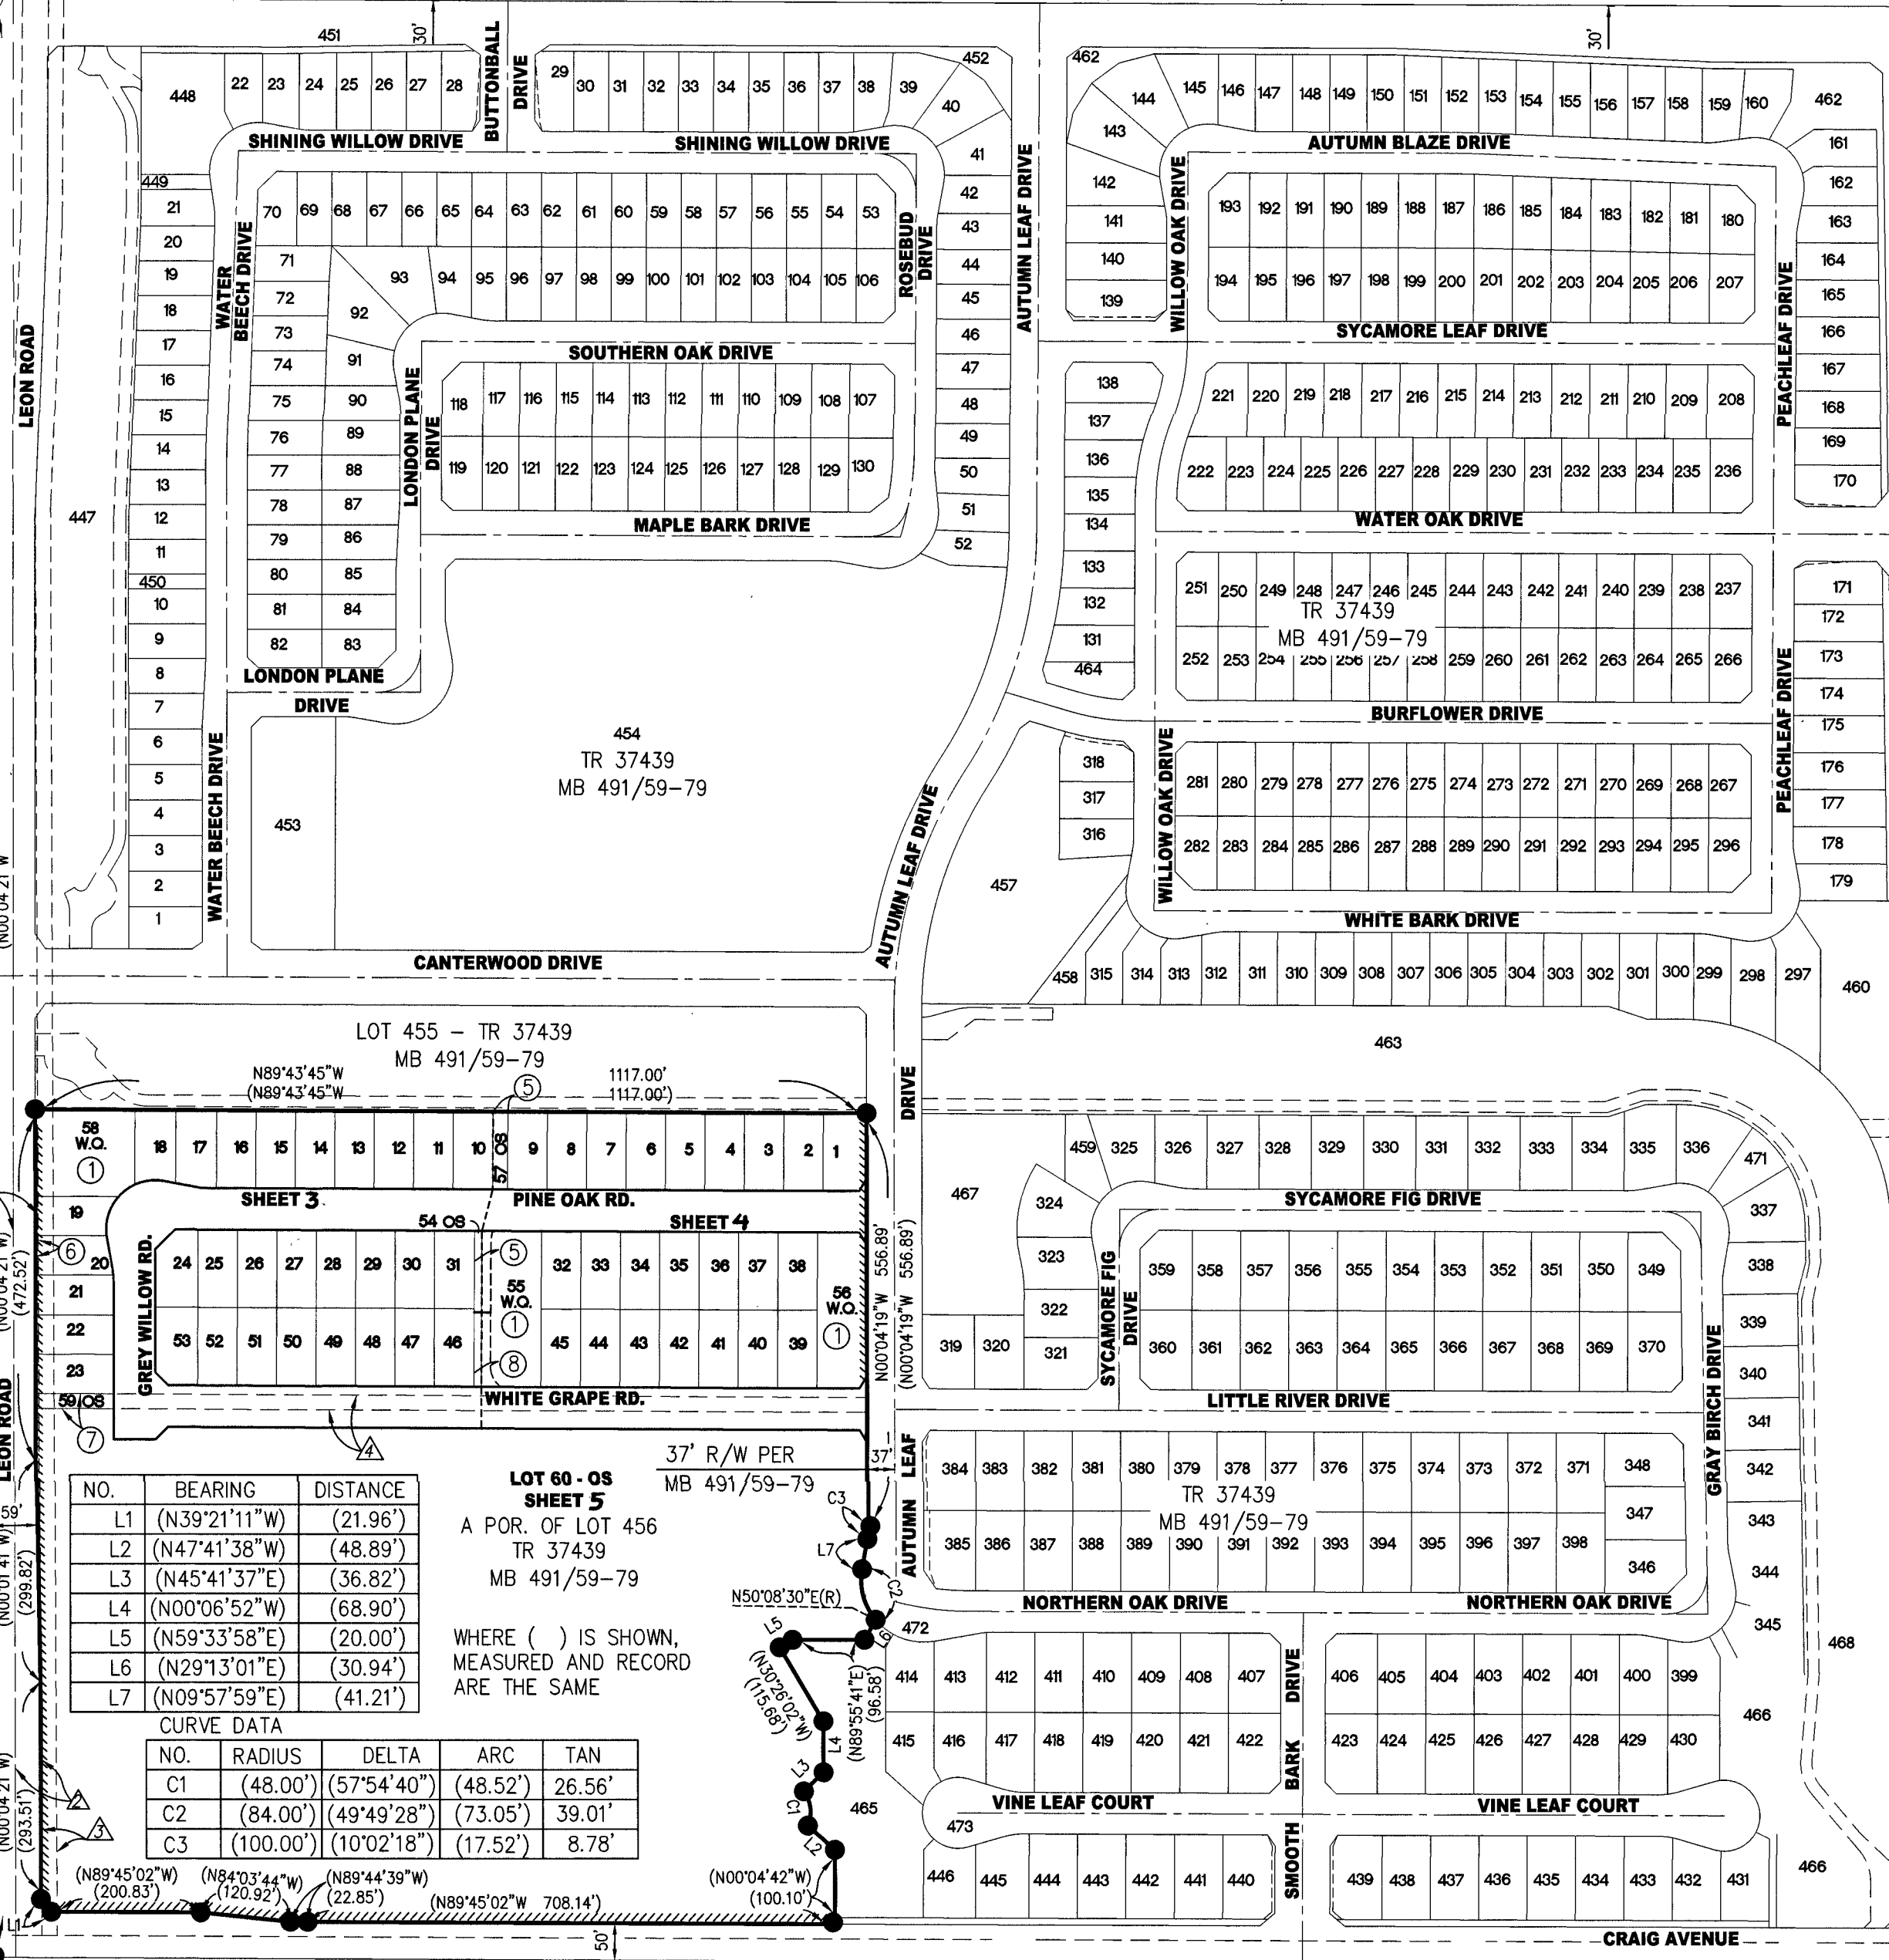 451
30'
BUTTONBALL
DRIVE
452
462
30'
448
22 23 24 25 26 27 28
29 30 31 32 33 34 35 36 37 38 39
40
144 145 146 147 148 149 150 151 152 153 154 155 156 157 158 159 160
462
143
SHINING WILLOW DRIVE
SHINING WILLOW DRIVE
AUTUMN BLAZE DRIVE
161
41
449
142
162
21
70 69 68 67 66 65 64 63 62 61 60 59 58 57 56 55 54 53
42
193 192 191 190 189 188 187 186 185 184 183 182 181 180
141
163
20
43
WATER
BEECH DRIVE
ROSEBUD
DRIVE
AUTUMN LEAF DRIVE
WILLOW OAK DRIVE
PEACHLEAF DRIVE
71
93 94 95 96 97 98 99 100 101 102 103 104 105 106
44
140
194 195 196 197 198 199 200 201 202 203 204 205 206 207
164
19
72
92
45
139
165
18
73
46
SYCAMORE LEAF DRIVE
166
LEON ROAD
17
74
91
SOUTHERN OAK DRIVE
47
138
167
16
75
90
LONDON PLANE
DRIVE
118 117 116 115 114 113 112 111 110 109 108 107
48
137
221 220 219 218 217 216 215 214 213 212 211 210 209 208
168
15
76
89
49
169
14
77
88
119 120 121 122 123 124 125 126 127 128 129 130
50
136
222 223 224 225 226 227 228 229 230 231 232 233 234 235 236
170
13
78
87
51
135
447
12
79
86
MAPLE BARK DRIVE
134
WATER OAK DRIVE
11
52
450
80
85
133
251 250 249 248 247 246 245 244 243 242 241 240 239 238 237
171
10
81
84
132
TR 37439
172
9
82
83
131
MB 491/59-79
173
8
LONDON PLANE
DRIVE
464
252 253 254 255 256 257 258 259 260 261 262 263 264 265 266
174
7
BURFLOWER DRIVE
175
PEACHLEAF DRIVE
6
WATER BEECH DRIVE
454
TR 37439
MB 491/59-79
318
WILLOW OAK DRIVE
281 280 279 278 277 276 275 274 273 272 271 270 269 268 267
176
5
317
177
4
453
AUTUMN LEAF DRIVE
316
282 283 284 285 286 287 288 289 290 291 292 293 294 295 296
178
3
2
457
179
1
WHITE BARK DRIVE
CANTERWOOD DRIVE
458 315 314 313 312 311 310 309 308 307 306 305 304 303 302 301 300 299 298 297
460
LOT 455 - TR 37439
MB 491/59-79
463
N89°43'45"W 1117.00'
(N89°43'45"W 1117.00')
5
DRIVE
58
W.O.
1
18 17 16 15 14 13 12 11 10
57 OS
9 8 7 6 5 4 3 2 1
459 325 326 327 328 329 330 331 332 333 334 335 336
471
467
SHEET 3
PINE OAK RD.
SYCAMORE FIG DRIVE
324
337
19
54 OS
SHEET 4
GREY WILLOW RD.
6
20
24 25 26 27 28 29 30 31
5
32 33 34 35 36 37 38
N00°04'19"W 556.89'
(N00°04'19"W 556.89')
323
SYCAMORE FIG
DRIVE
359 358 357 356 355 354 353 352 351 350 349
338
(472.52')
21
55
W.O.
1
56
W.O.
1
322
339
22
53 52 51 50 49 48 47 46
45 44 43 42 41 40 39
319 320
321
360 361 362 363 364 365 366 367 368 369 370
GRAY BIRCH DRIVE
23
8
340
59 OS
7
WHITE GRAPE RD.
LITTLE RIVER DRIVE
341
LEON ROAD
4
37' R/W PER
MB 491/59-79
37'
AUTUMN LEAF
384 383 382 381 380 379 378 377 376 375 374 373 372 371 348
342
TR 37439
MB 491/59-79
347
343
385 386 387 388 389 390 391 392 393 394 395 396 397 398
346
344
LOT 60 - OS
SHEET 5
A POR. OF LOT 456
TR 37439
MB 491/59-79
NO. BEARING DISTANCE
L1 (N39°21'11"W) (21.96')
L2 (N47°41'38"W) (48.89')
L3 (N45°41'37"E) (36.82')
L4 (N00°06'52"W) (68.90')
L5 (N59°33'58"E) (20.00')
L6 (N29°13'01"E) (30.94')
L7 (N09°57'59"E) (41.21')
59'
(N00°01'41"W)
(299.82')
C3
L7
C2
N50°08'30"E(R)
NORTHERN OAK DRIVE
NORTHERN OAK DRIVE
345
472
468
WHERE ( ) IS SHOWN,
MEASURED AND RECORD
ARE THE SAME
L5
L6
(N30°26'02"W)
(115.68')
(N89°55'41"E)
(96.58')
414 413 412 411 410 409 408 407
406 405 404 403 402 401 400 399
466
415 416 417 418 419 420 421 422
423 424 425 426 427 428 429 430
SMOOTH BARK DRIVE
CURVE DATA
NO. RADIUS DELTA ARC TAN
C1 (48.00') (57°54'40") (48.52') 26.56'
C2 (84.00') (49°49'28") (73.05') 39.01'
C3 (100.00') (10°02'18") (17.52') 8.78'
L4
L3
C1
L2
465
VINE LEAF COURT
VINE LEAF COURT
473
2
3
(N00°04'21"W)
(293.51')
(N89°45'02"W)
(200.83')
(N84°03'44"W)
(120.92')
(N89°44'39"W)
(22.85')
(N89°45'02"W 708.14')
(N00°04'42"W)
(100.10')
446 445 444 443 442 441 440
439 438 437 436 435 434 433 432 431
466
L1
50'
CRAIG AVENUE